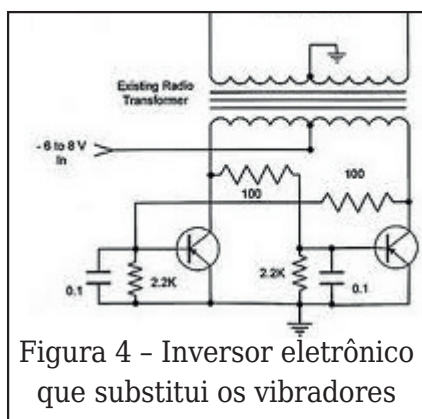 Existing Radio
Transformer
- 6 to 8 V
In
100
100
0.1
2.2K
2.2K
0.1
Figura 4 – Inversor eletrônico
que substitui os vibradores